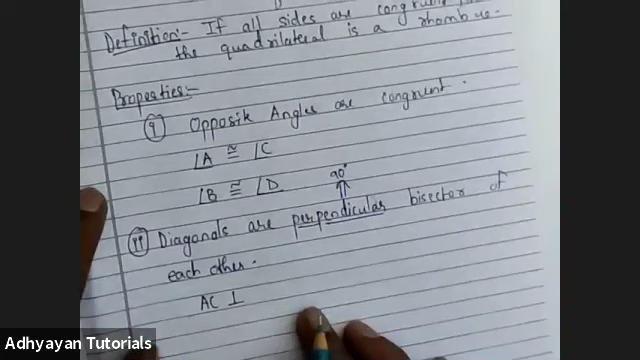 Definition:- If all sides are congruent
the quadrilateral is a rhombus.
Properties:-
(i) Opposite Angles are congruent.
∠A ≅ ∠C
∠B ≅ ∠D
90°
(ii) Diagonals are perpendicular bisector of
each other.
AC ⊥
Adhyayan Tutorials